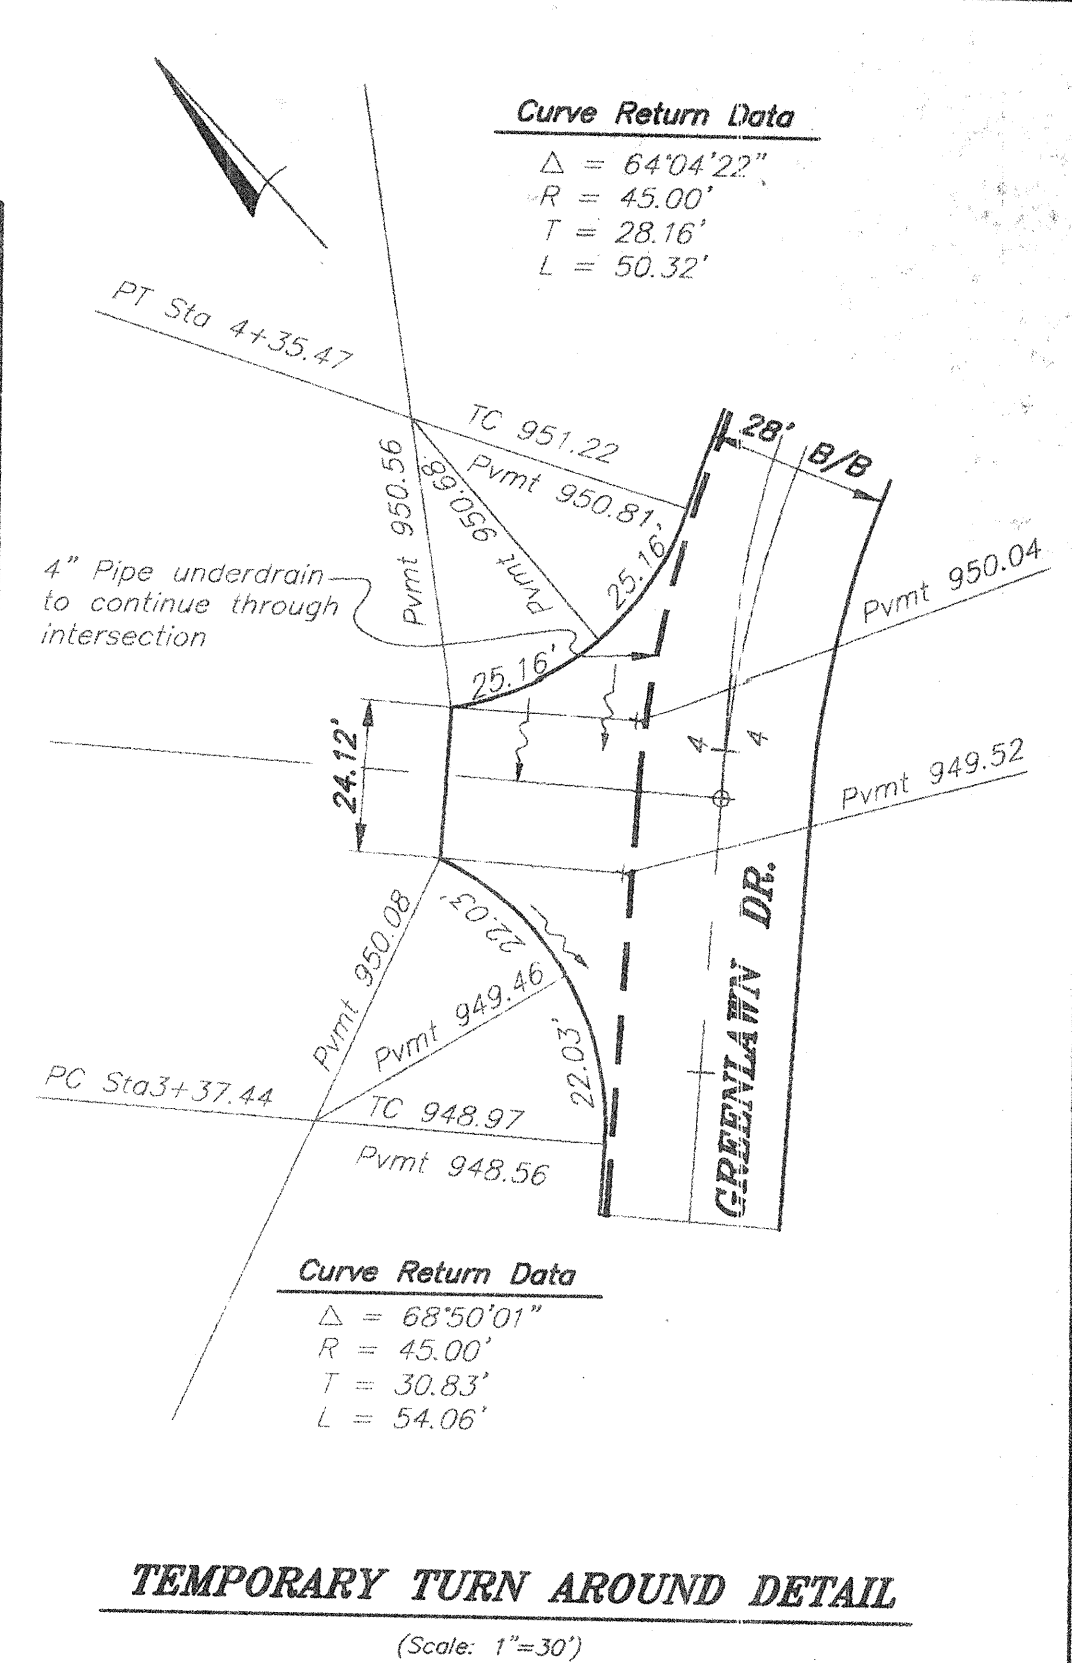 Curve Return Data
Δ = 64°04'22"
R = 45.00'
T = 28.16'
L = 50.32'
PT Sta 4+35.47
TC 951.22
Pvmt 950.81
28' B/B
Pvmt 950.56
Pvmt 950.68
25.16'
4" Pipe underdrain
to continue through
intersection
25.16'
Pvmt 950.04
24.12'
4 4
Pvmt 949.52
22.03'
Pvmt 950.08
Pvmt 949.46
22.03'
GREENLAWN DR.
PC Sta3+37.44
TC 948.97
Pvmt 948.56
Curve Return Data
Δ = 68°50'01"
R = 45.00'
T = 30.83'
L = 54.06'
TEMPORARY TURN AROUND DETAIL
(Scale: 1"=30')